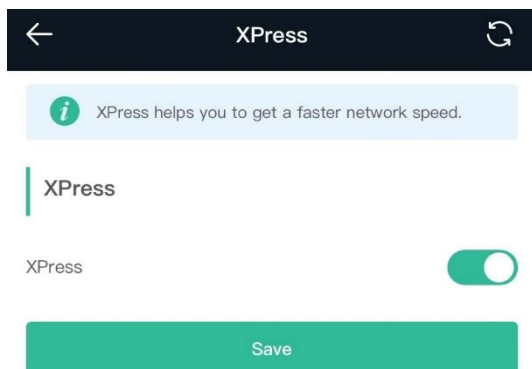 XPress
XPress helps you to get a faster network speed.
XPress
XPress
Save